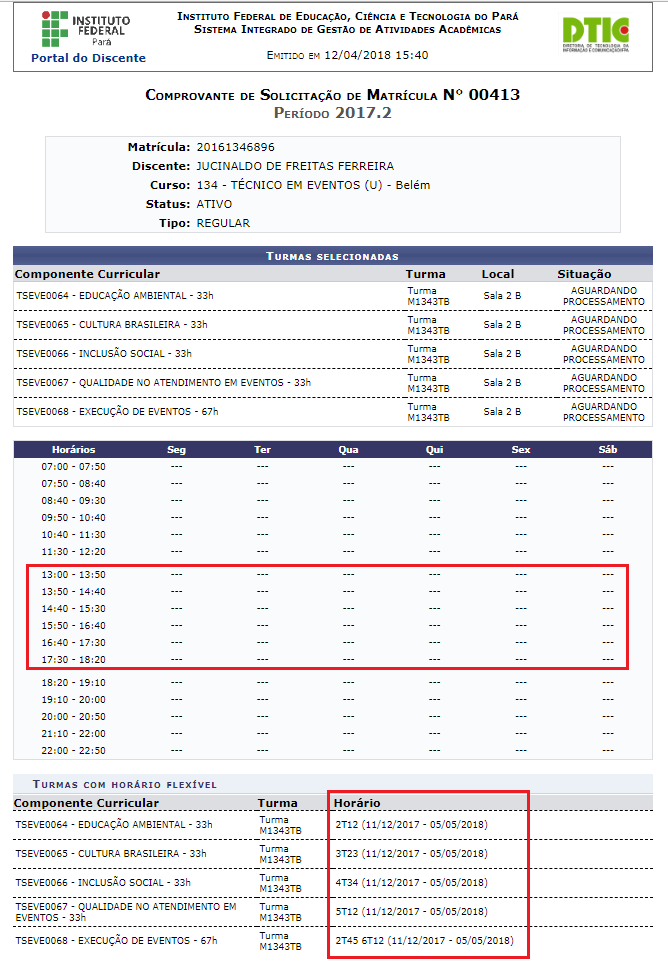 INSTITUTO
FEDERAL
Pará
Portal do Discente
INSTITUTO FEDERAL DE EDUCAÇÃO, CIÊNCIA E TECNOLOGIA DO PARÁ
SISTEMA INTEGRADO DE GESTÃO DE ATIVIDADES ACADÊMICAS
EMITIDO EM 12/04/2018 15:40
DTIC
DIRETORIA DE TECNOLOGIA DA
INFORMAÇÃO E COMUNICAÇÃO/IFPA
COMPROVANTE DE SOLICITAÇÃO DE MATRÍCULA N° 00413
PERÍODO 2017.2
Matrícula: 20161346896
Discente: JUCINALDO DE FREITAS FERREIRA
Curso: 134 - TÉCNICO EM EVENTOS (U) - Belém
Status: ATIVO
Tipo: REGULAR
TURMAS SELECIONADAS
Componente Curricular Turma Local Situação
TSEVE0064 - EDUCAÇÃO AMBIENTAL - 33h Turma M1343TB Sala 2 B AGUARDANDO PROCESSAMENTO
TSEVE0065 - CULTURA BRASILEIRA - 33h Turma M1343TB Sala 2 B AGUARDANDO PROCESSAMENTO
TSEVE0066 - INCLUSÃO SOCIAL - 33h Turma M1343TB Sala 2 B AGUARDANDO PROCESSAMENTO
TSEVE0067 - QUALIDADE NO ATENDIMENTO EM EVENTOS - 33h Turma M1343TB Sala 2 B AGUARDANDO PROCESSAMENTO
TSEVE0068 - EXECUÇÃO DE EVENTOS - 67h Turma M1343TB Sala 2 B AGUARDANDO PROCESSAMENTO
Horários Seg Ter Qua Qui Sex Sáb
07:00 - 07:50 --- --- --- --- --- ---
07:50 - 08:40 --- --- --- --- --- ---
08:40 - 09:30 --- --- --- --- --- ---
09:50 - 10:40 --- --- --- --- --- ---
10:40 - 11:30 --- --- --- --- --- ---
11:30 - 12:20 --- --- --- --- --- ---
13:00 - 13:50 --- --- --- --- --- ---
13:50 - 14:40 --- --- --- --- --- ---
14:40 - 15:30 --- --- --- --- --- ---
15:50 - 16:40 --- --- --- --- --- ---
16:40 - 17:30 --- --- --- --- --- ---
17:30 - 18:20 --- --- --- --- --- ---
18:20 - 19:10 --- --- --- --- --- ---
19:10 - 20:00 --- --- --- --- --- ---
20:00 - 20:50 --- --- --- --- --- ---
21:10 - 22:00 --- --- --- --- --- ---
22:00 - 22:50 --- --- --- --- --- ---
TURMAS COM HORÁRIO FLEXÍVEL
Componente Curricular Turma Horário
TSEVE0064 - EDUCAÇÃO AMBIENTAL - 33h Turma M1343TB 2T12 (11/12/2017 - 05/05/2018)
TSEVE0065 - CULTURA BRASILEIRA - 33h Turma M1343TB 3T23 (11/12/2017 - 05/05/2018)
TSEVE0066 - INCLUSÃO SOCIAL - 33h Turma M1343TB 4T34 (11/12/2017 - 05/05/2018)
TSEVE0067 - QUALIDADE NO ATENDIMENTO EM EVENTOS - 33h Turma M1343TB 5T12 (11/12/2017 - 05/05/2018)
TSEVE0068 - EXECUÇÃO DE EVENTOS - 67h Turma M1343TB 2T45 6T12 (11/12/2017 - 05/05/2018)